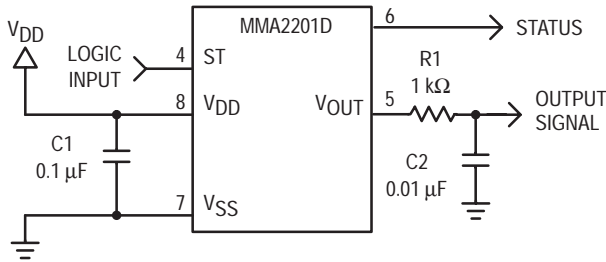 VDD
LOGIC
INPUT
4
ST
MMA2201D
6
STATUS
R1
1 kΩ
8
VDD
VOUT
5
OUTPUT
SIGNAL
C1
0.1 µF
C2
0.01 µF
7
VSS